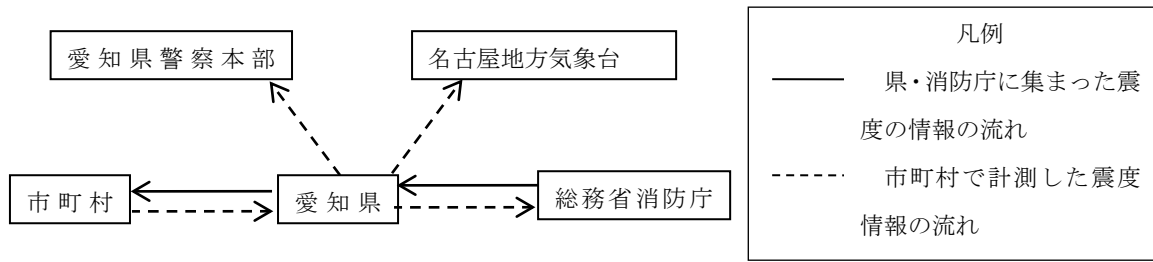 愛知県警察本部
名古屋地方気象台
市町村
愛知県
総務省消防庁
凡例
県・消防庁に集まった震
度の情報の流れ
市町村で計測した震度
情報の流れ